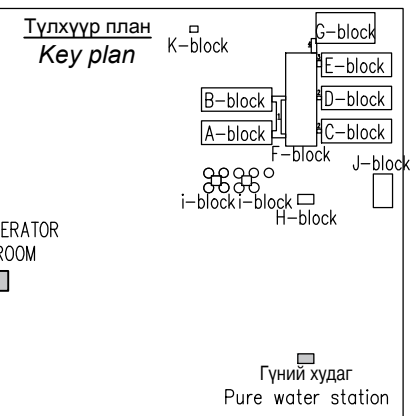 Түлхүүр план
Key plan
K-block
G-block
E-block
D-block
C-block
B-block
A-block
F-block
J-block
i-block i-block
H-block
ERATOR
ROOM
Гүний худаг
Pure water station